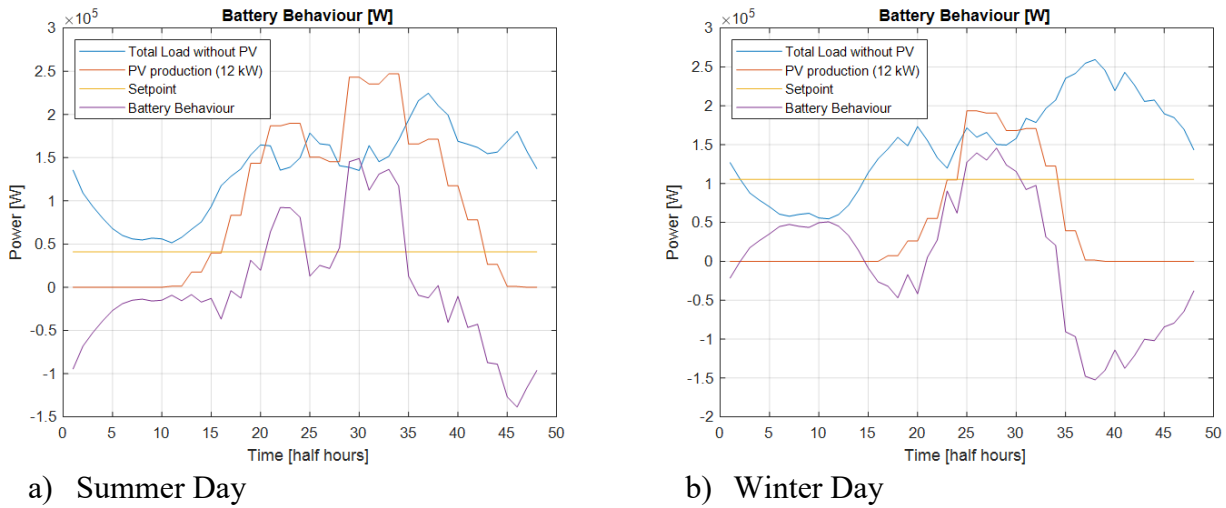 Battery Behaviour [W]
×10⁵
3
2.5
2
1.5
1
0.5
0
-0.5
-1
-1.5
Power [W]
Total Load without PV
PV production (12 kW)
Setpoint
Battery Behaviour
0 5 10 15 20 25 30 35 40 45 50
Time [half hours]
a) Summer Day
Battery Behaviour [W]
×10⁵
3
2.5
2
1.5
1
0.5
0
-0.5
-1
-1.5
-2
Power [W]
Total Load without PV
PV production (12 kW)
Setpoint
Battery Behaviour
0 5 10 15 20 25 30 35 40 45 50
Time [half hours]
b) Winter Day